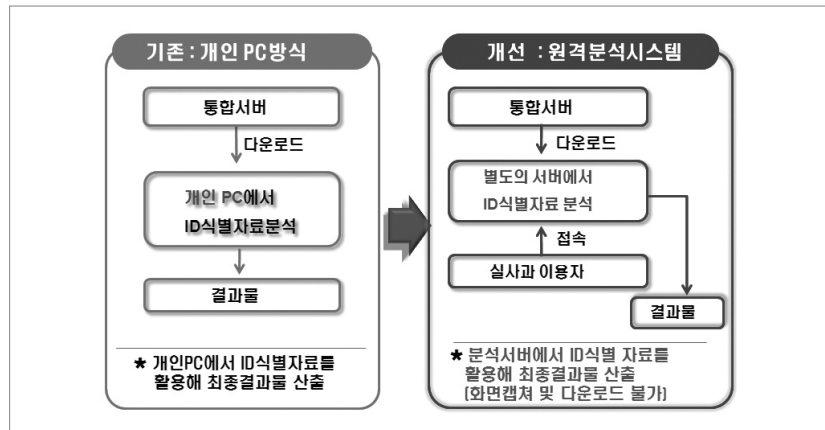 기존 : 개인 PC방식
통합서버
다운로드
개인 PC에서
ID식별자료분석
결과물
* 개인PC에서 ID식별자료를
활용해 최종결과물 산출
개선 : 원격분석시스템
통합서버
다운로드
별도의 서버에서
ID식별자료 분석
접속
실사과 이용자
결과물
* 분석서버에서 ID식별 자료를
활용해 최종결과물 산출
(화면캡쳐 및 다운로드 불가)